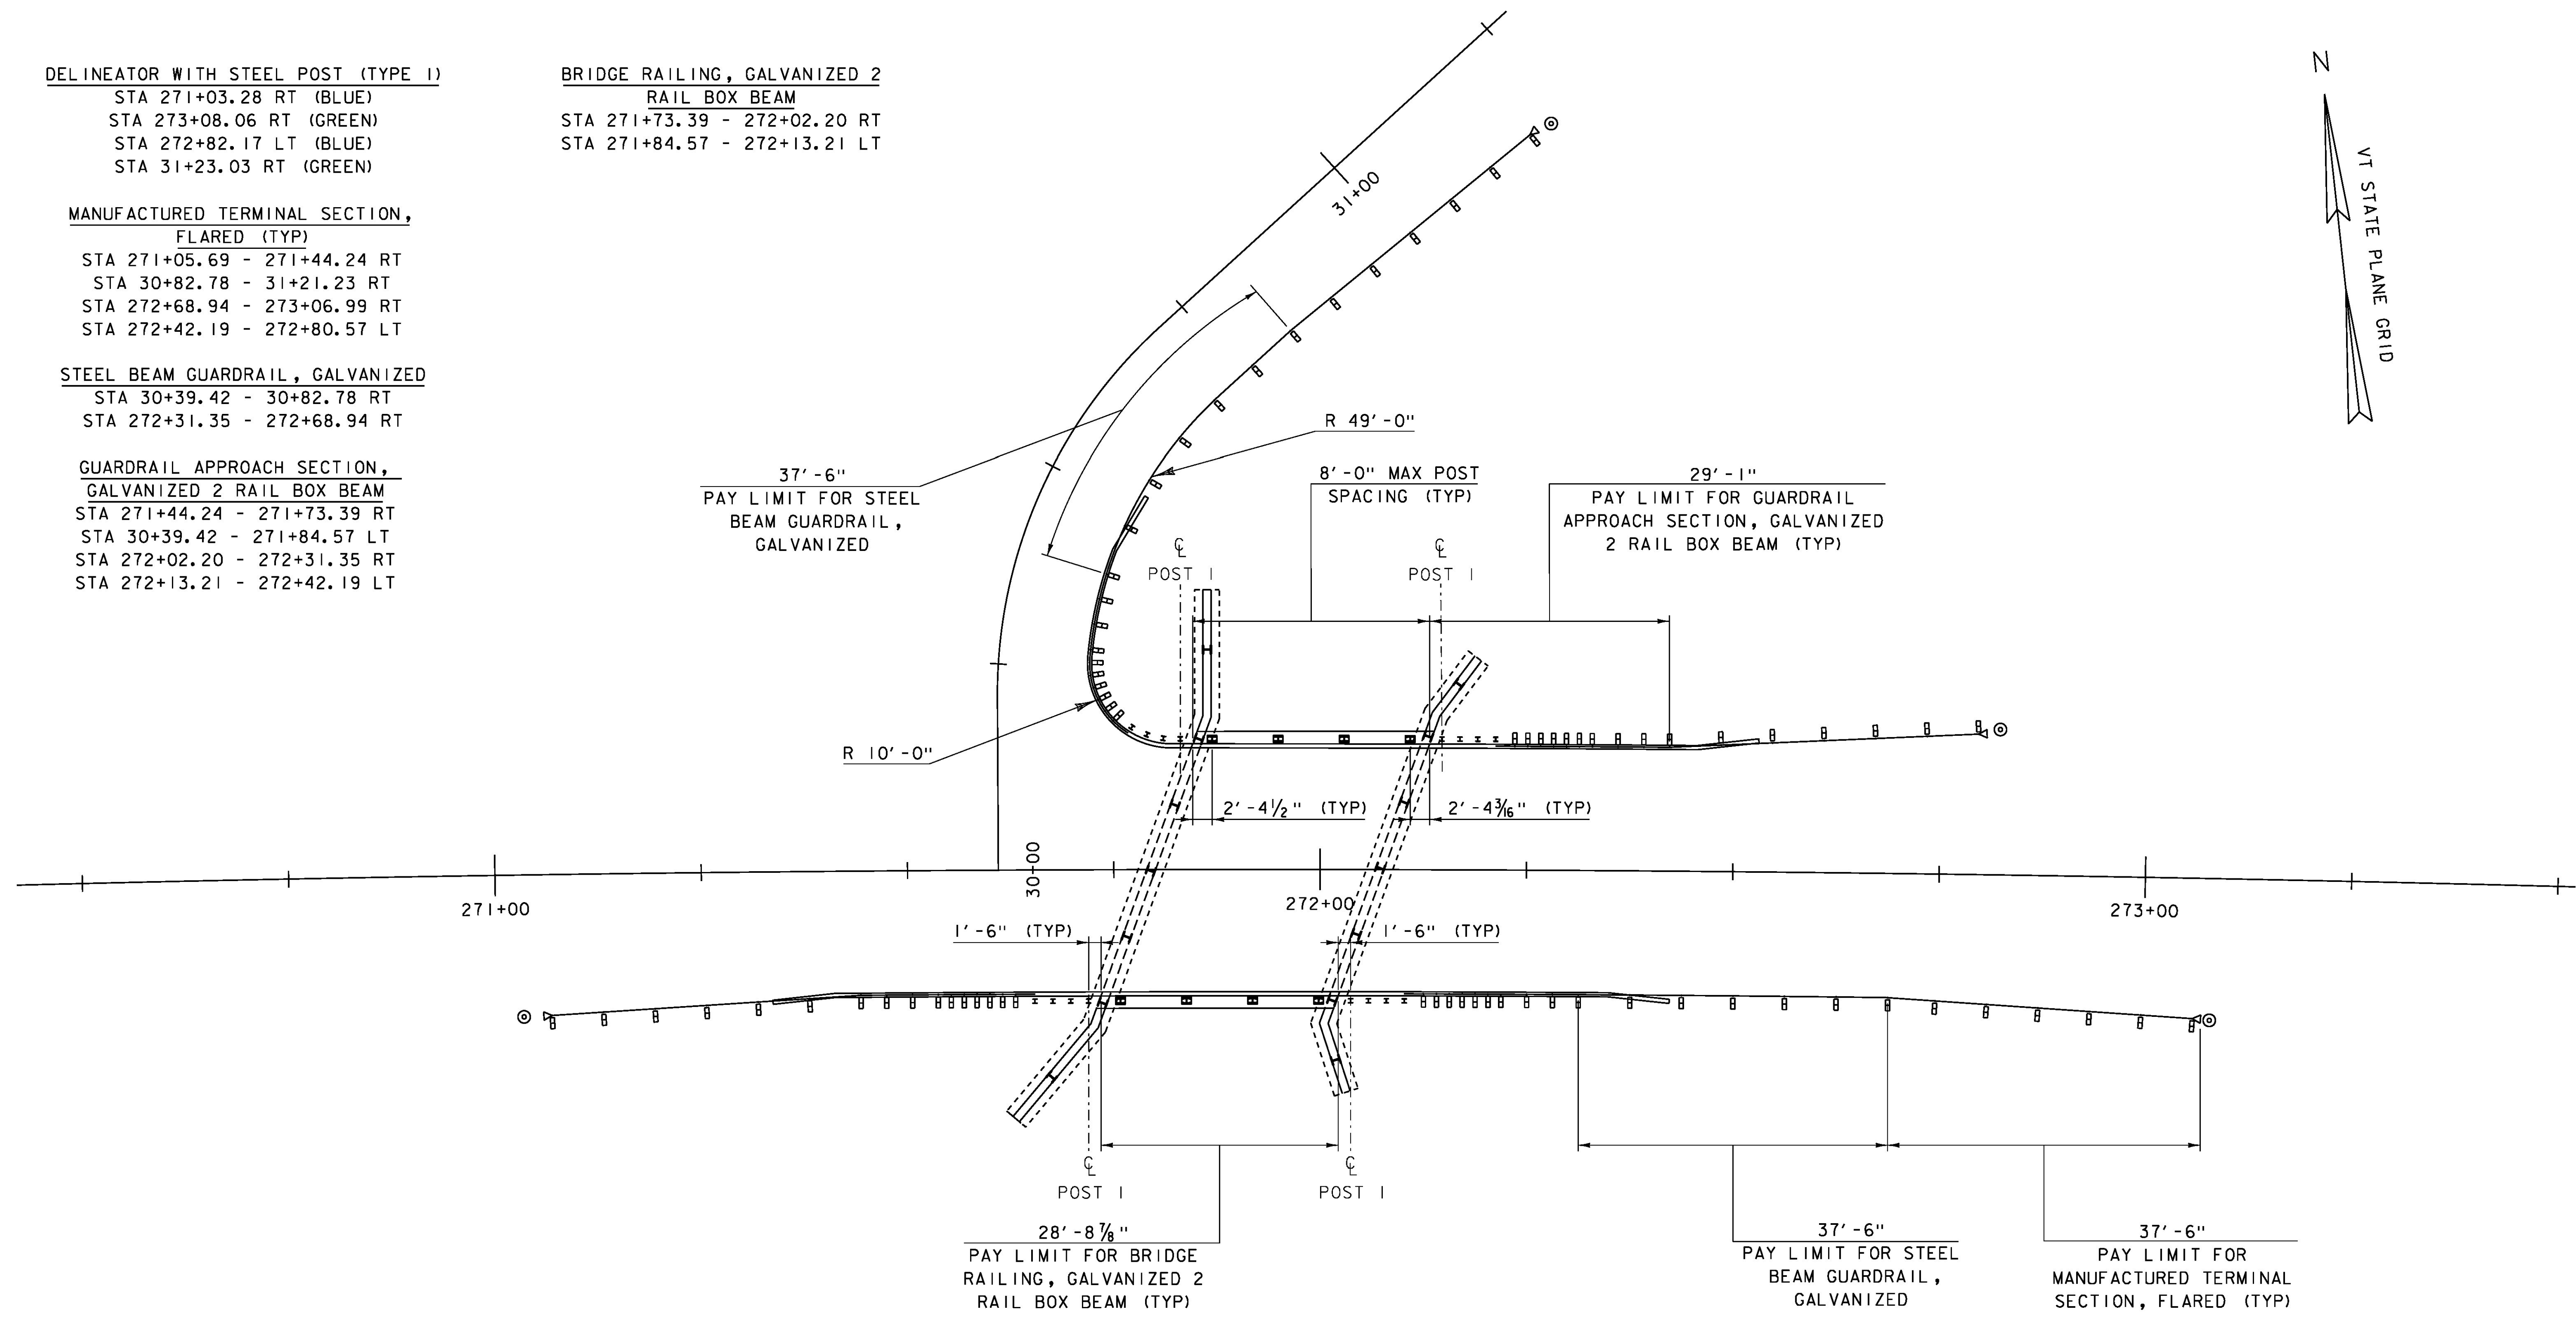 DELINEATOR WITH STEEL POST (TYPE I)
STA 271+03.28 RT (BLUE)
STA 273+08.06 RT (GREEN)
STA 272+82.17 LT (BLUE)
STA 31+23.03 RT (GREEN)
MANUFACTURED TERMINAL SECTION,
FLARED (TYP)
STA 271+05.69 - 271+44.24 RT
STA 30+82.78 - 31+21.23 RT
STA 272+68.94 - 273+06.99 RT
STA 272+42.19 - 272+80.57 LT
STEEL BEAM GUARDRAIL, GALVANIZED
STA 30+39.42 - 30+82.78 RT
STA 272+31.35 - 272+68.94 RT
GUARDRAIL APPROACH SECTION,
GALVANIZED 2 RAIL BOX BEAM
STA 271+44.24 - 271+73.39 RT
STA 30+39.42 - 271+84.57 LT
STA 272+02.20 - 272+31.35 RT
STA 272+13.21 - 272+42.19 LT
BRIDGE RAILING, GALVANIZED 2
RAIL BOX BEAM
STA 271+73.39 - 272+02.20 RT
STA 271+84.57 - 272+13.21 LT
N
VT STATE PLANE GRID
31+00
R 49'-0"
37'-6"
PAY LIMIT FOR STEEL
BEAM GUARDRAIL,
GALVANIZED
8'-0" MAX POST
SPACING (TYP)
29'-1"
PAY LIMIT FOR GUARDRAIL
APPROACH SECTION, GALVANIZED
2 RAIL BOX BEAM (TYP)
℄
POST 1
℄
POST 1
R 10'-0"
2'-4½" (TYP)
2'-4³⁄₁₆" (TYP)
30+00
271+00
272+00
273+00
1'-6" (TYP)
1'-6" (TYP)
℄
POST 1
℄
POST 1
28'-8⅞"
PAY LIMIT FOR BRIDGE
RAILING, GALVANIZED 2
RAIL BOX BEAM (TYP)
37'-6"
PAY LIMIT FOR STEEL
BEAM GUARDRAIL,
GALVANIZED
37'-6"
PAY LIMIT FOR
MANUFACTURED TERMINAL
SECTION, FLARED (TYP)